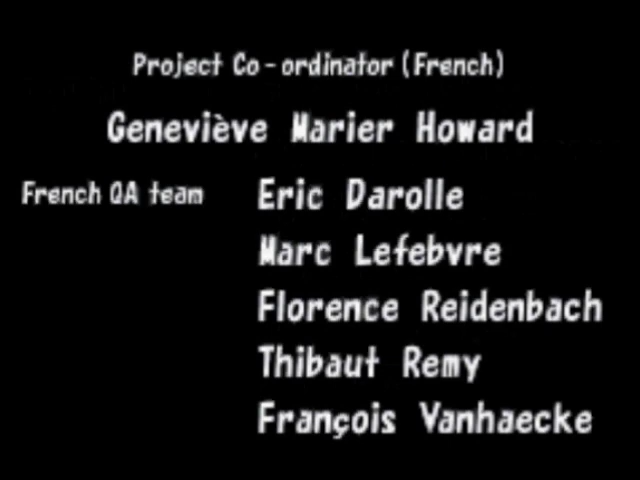 Project Co-ordinator (French)
Geneviève Marier Howard
French QA team Eric Darolle
Marc Lefebvre
Florence Reidenbach
Thibaut Remy
François Vanhaecke